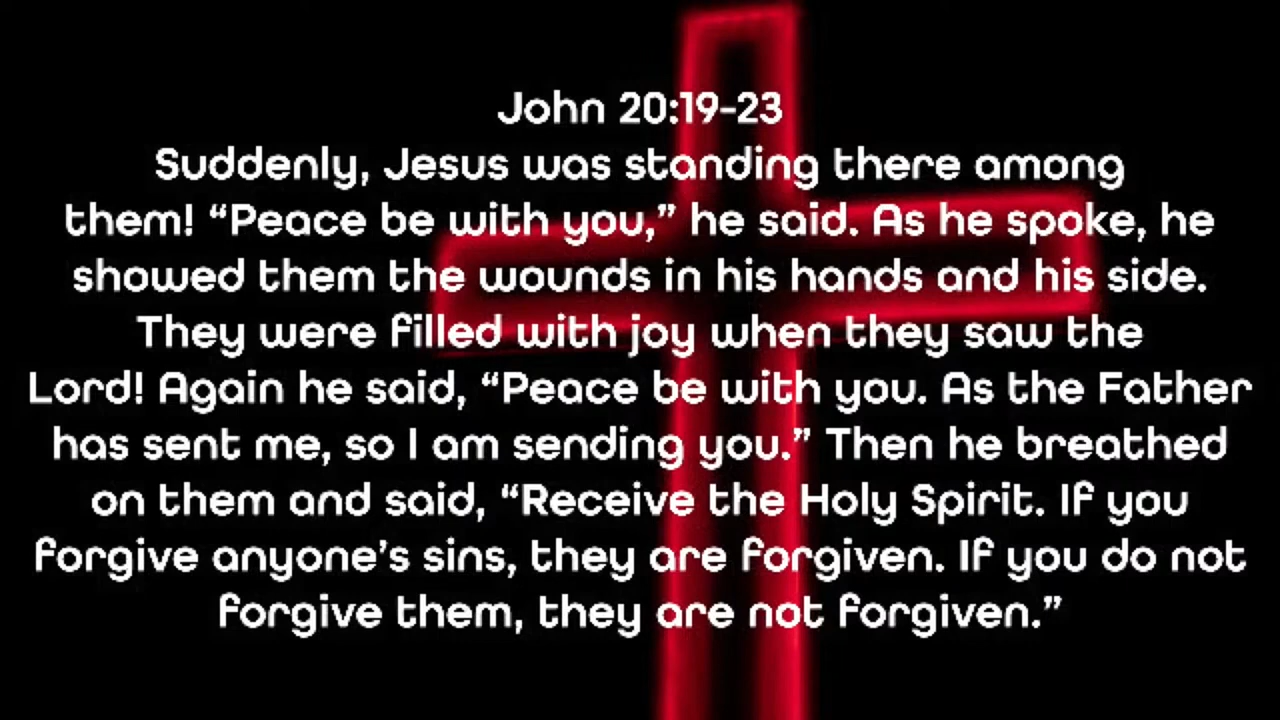 John 20:19-23
Suddenly, Jesus was standing there among
them! “Peace be with you,” he said. As he spoke, he
showed them the wounds in his hands and his side.
They were filled with joy when they saw the
Lord! Again he said, “Peace be with you. As the Father
has sent me, so I am sending you.” Then he breathed
on them and said, “Receive the Holy Spirit. If you
forgive anyone’s sins, they are forgiven. If you do not
forgive them, they are not forgiven.”